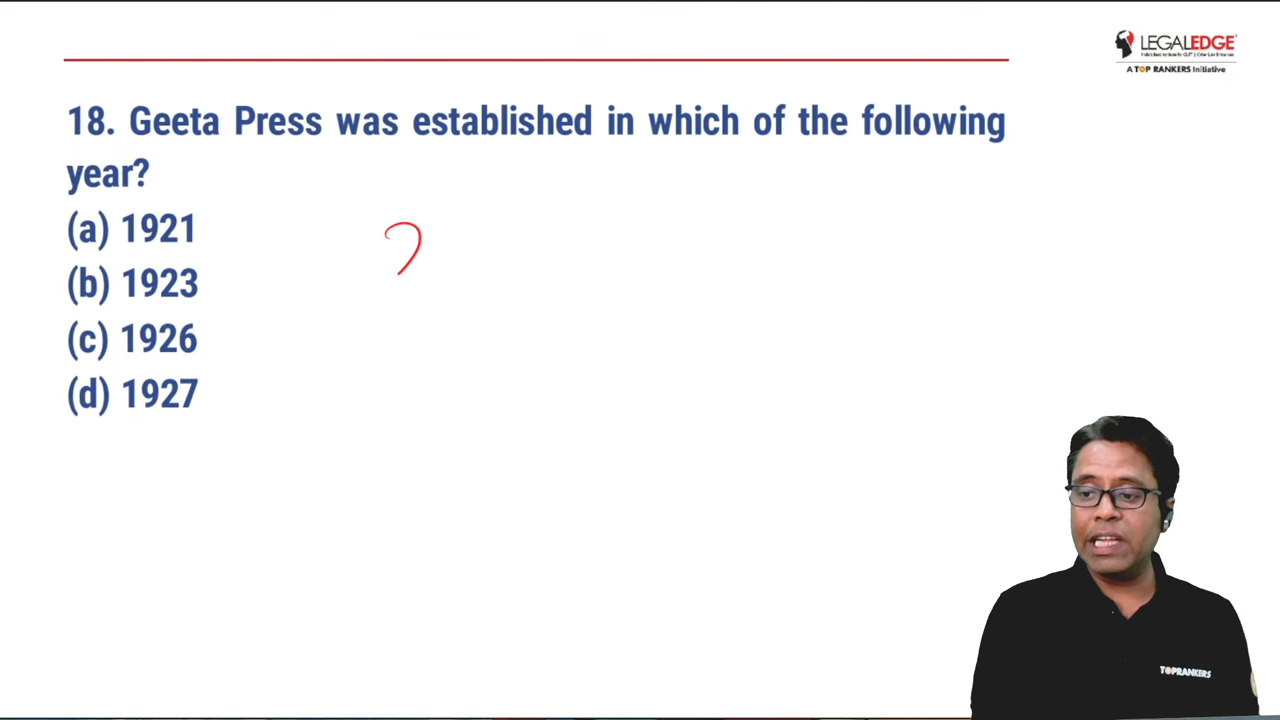 LEGALEDGE
A TOP RANKERS Initiative
18. Geeta Press was established in which of the following
year?
(a) 1921
(b) 1923
(c) 1926
(d) 1927
TOPRANKERS